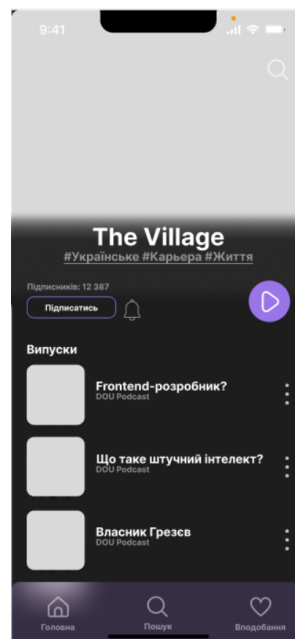 9:41
The Village
#Українське #Карьера #Життя
Підписників: 12 387
Підписатись
Випуски
Frontend-розробник?
DOU Podcast
Що таке штучний інтелект?
DOU Podcast
Власник Грезєв
DOU Podcast
Головна
Пошук
Вподобання